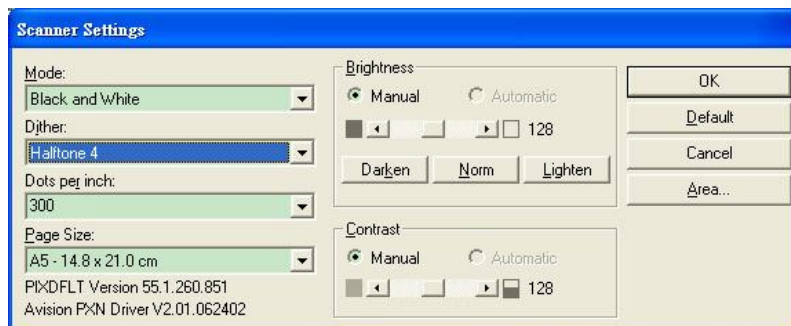 Scanner Settings
Mode:
Black and White
Dither:
Halftone 4
Dots per inch:
300
Page Size:
A5 - 14.8 x 21.0 cm
PIXDFLT Version 55.1.260.851
Avision PXN Driver V2.01.062402
Brightness
Manual Automatic
128
Darken Norm Lighten
Contrast
Manual Automatic
128
OK
Default
Cancel
Area...